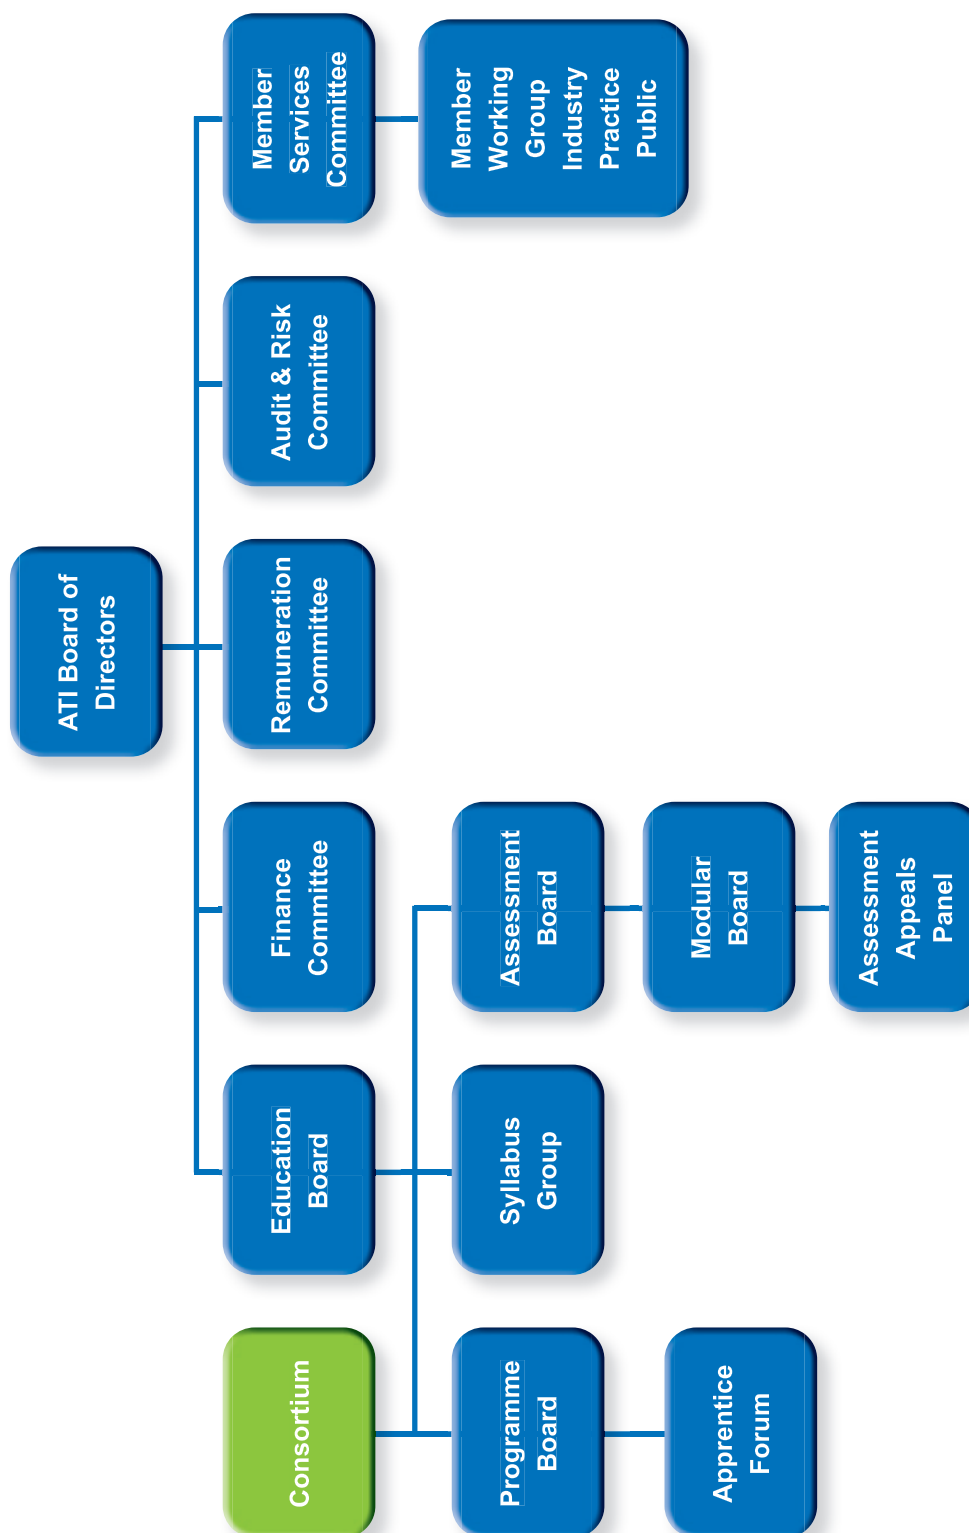 ATI Board of
Directors
Consortium
Education
Board
Finance
Committee
Remuneration
Committee
Audit & Risk
Committee
Member
Services
Committee
Programme
Board
Syllabus
Group
Assessment
Board
Member
Working
Group
Industry
Practice
Public
Apprentice
Forum
Modular
Board
Assessment
Appeals
Panel